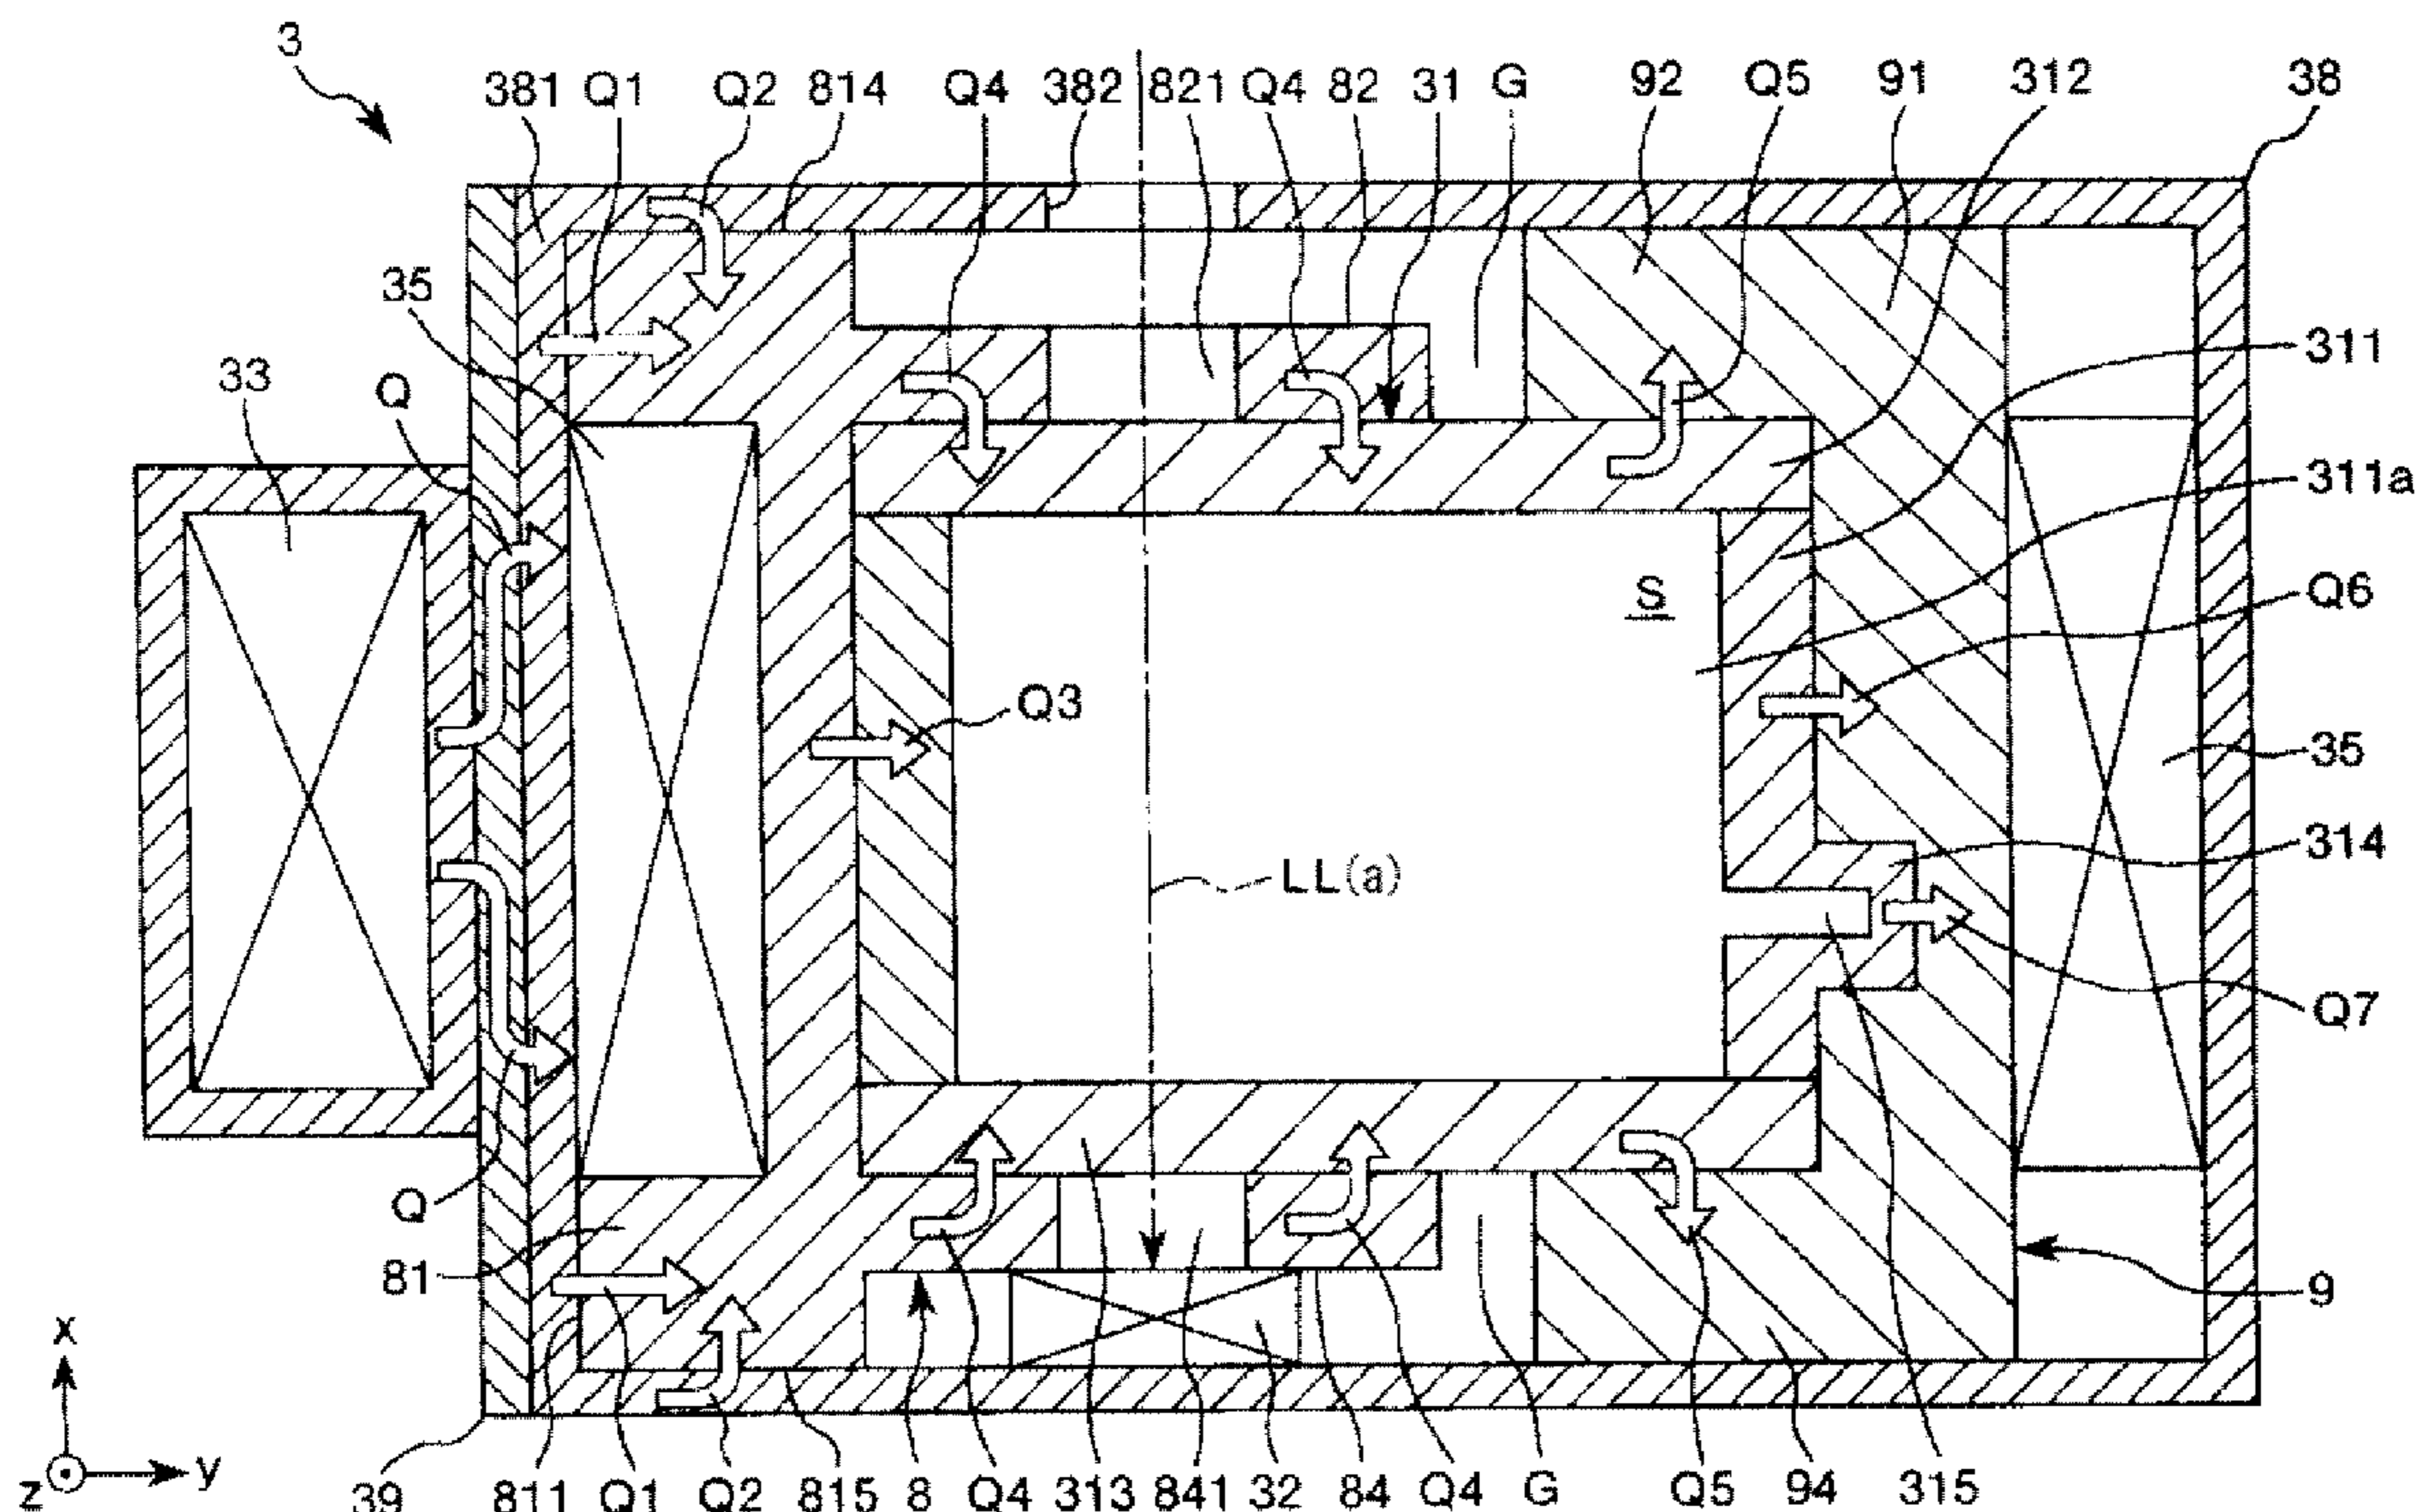 3
381 Q1 Q2 814 Q4 382 821 Q4 82 31 G 92 Q5 91 312 38
35
33 Q
311
311a
S
Q6
Q3
35
314
LL(a)
Q7
Q
81
9
x
y
z
39 811 Q1 Q2 815 8 Q4 313 841 32 84 Q4 G Q5 94 315